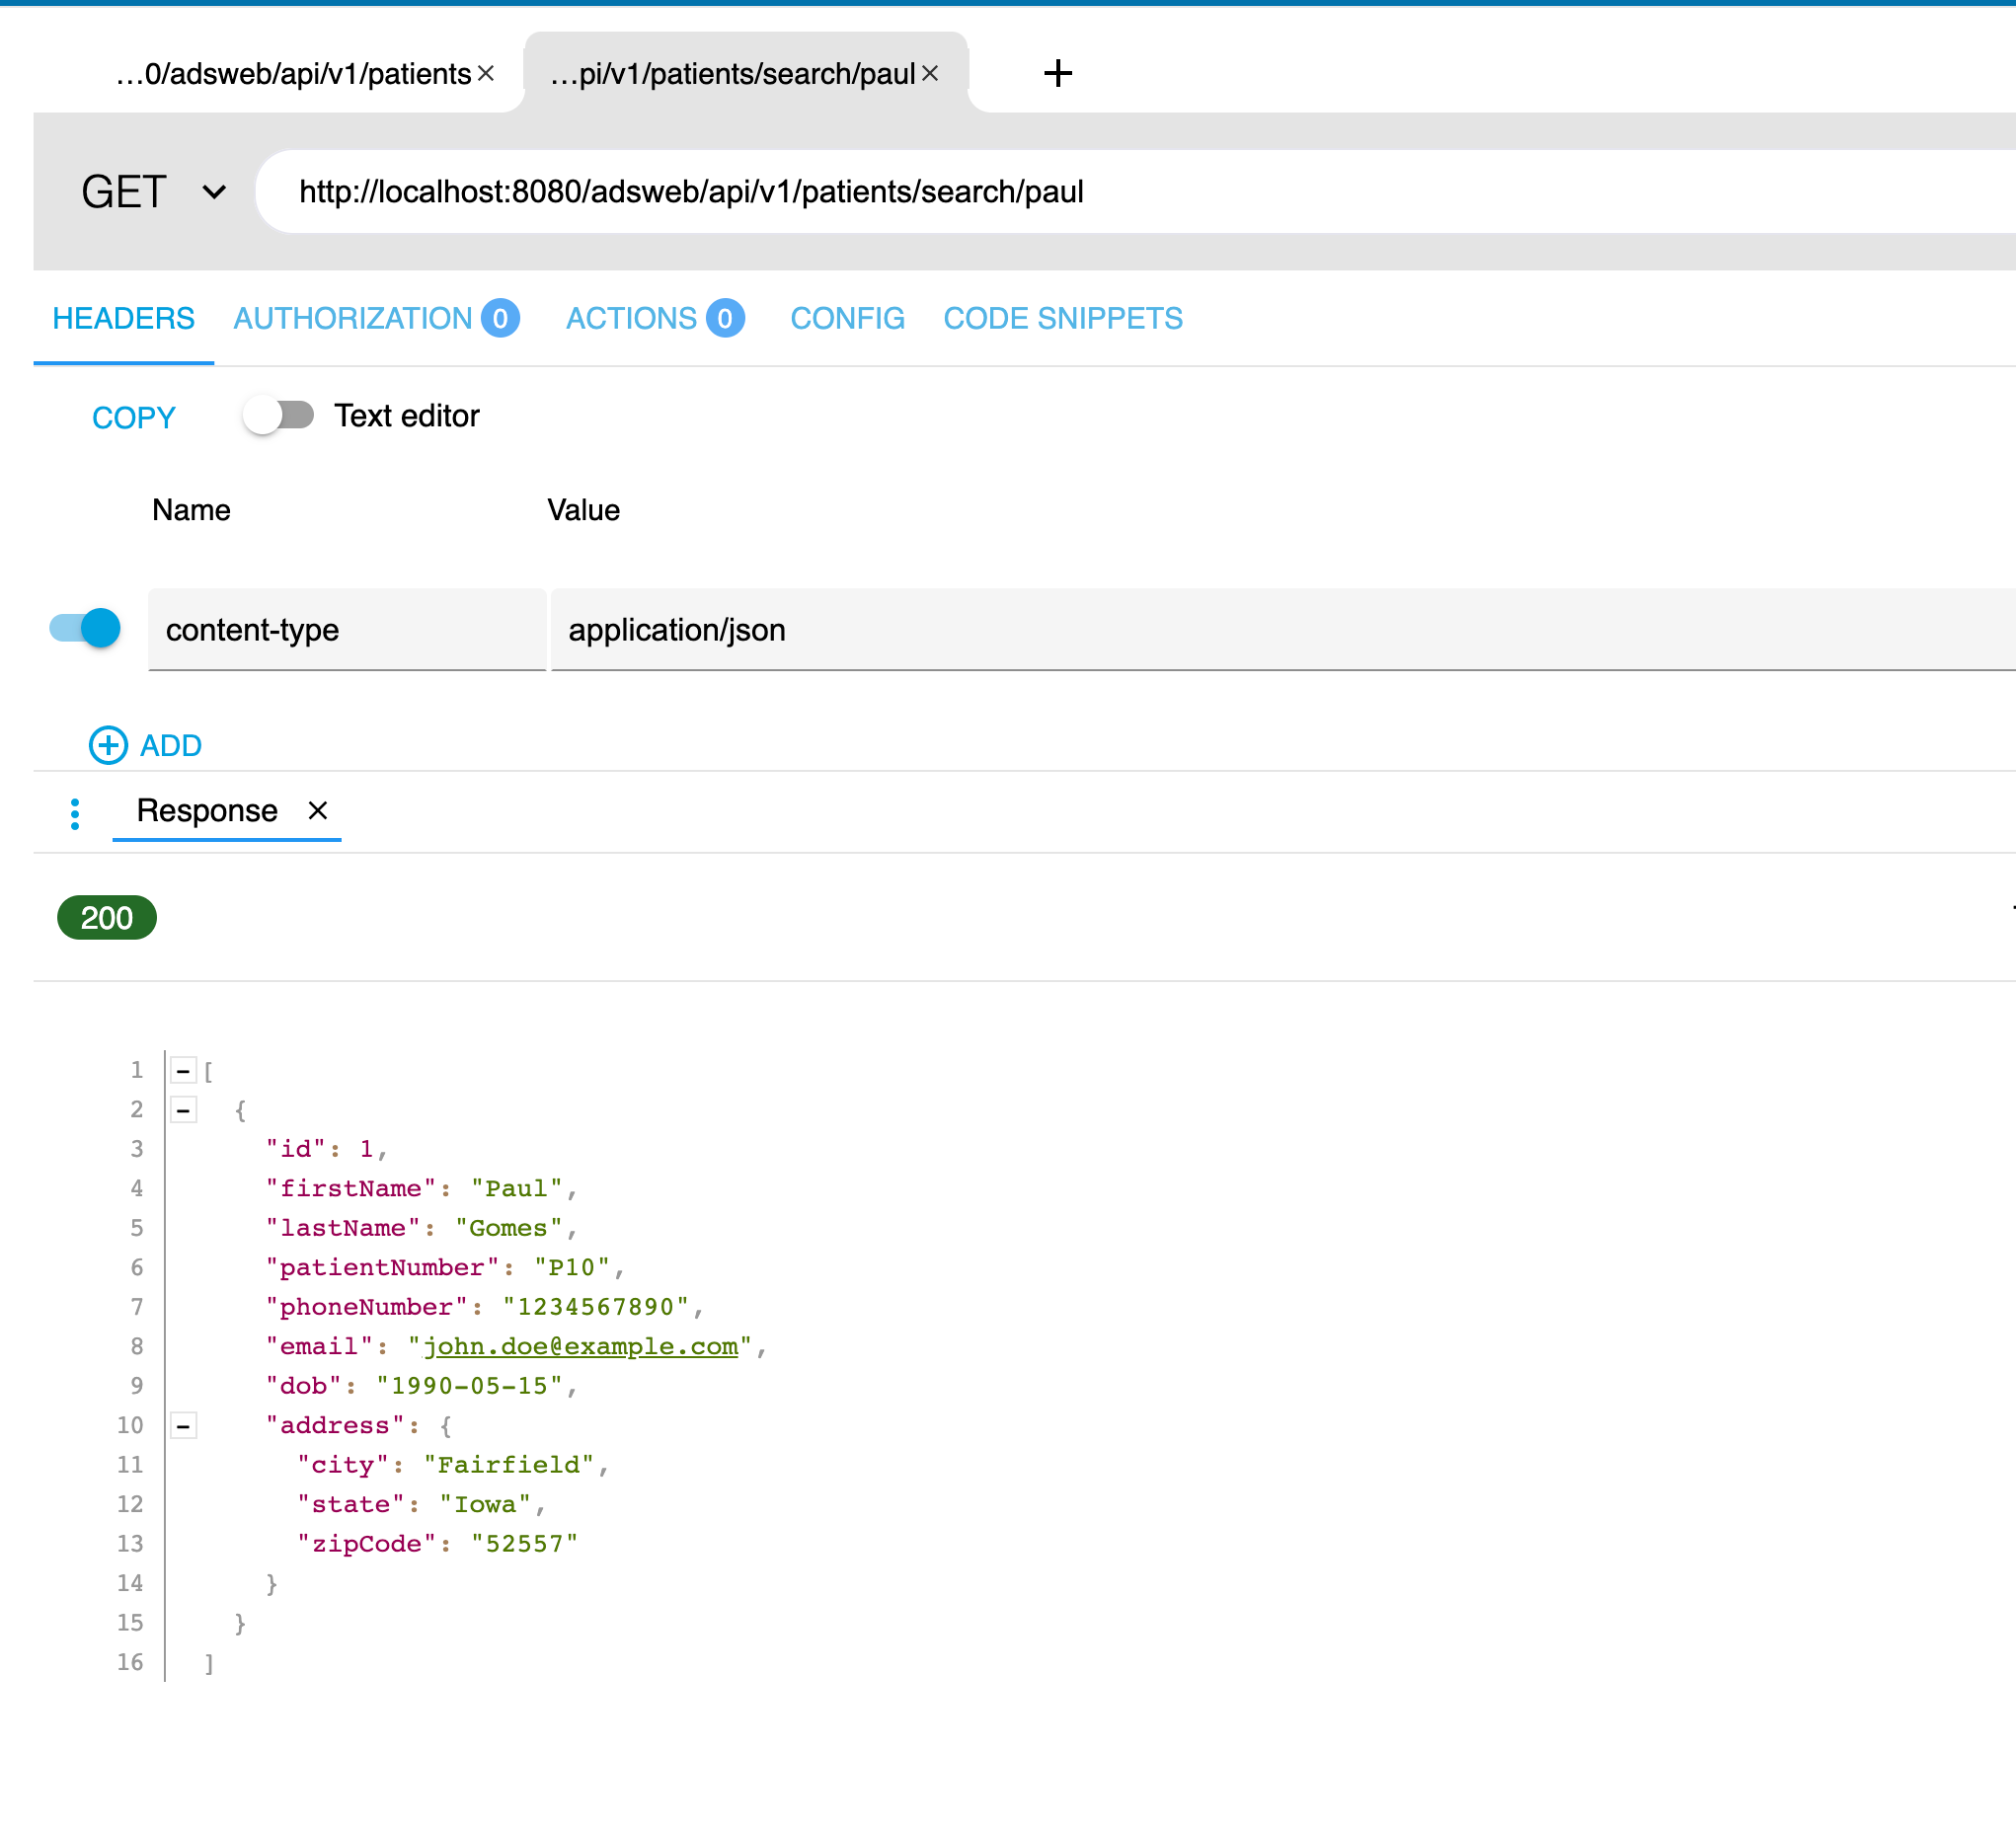 ...0/adsweb/api/v1/patients × ...pi/v1/patients/search/paul × +
GET http://localhost:8080/adsweb/api/v1/patients/search/paul
HEADERS AUTHORIZATION 0 ACTIONS 0 CONFIG CODE SNIPPETS
COPY Text editor
Name Value
content-type application/json
ADD
Response ×
200
1 [
2 {
3 "id": 1,
4 "firstName": "Paul",
5 "lastName": "Gomes",
6 "patientNumber": "P10",
7 "phoneNumber": "1234567890",
8 "email": "john.doe@example.com",
9 "dob": "1990-05-15",
10 "address": {
11 "city": "Fairfield",
12 "state": "Iowa",
13 "zipCode": "52557"
14 }
15 }
16 ]